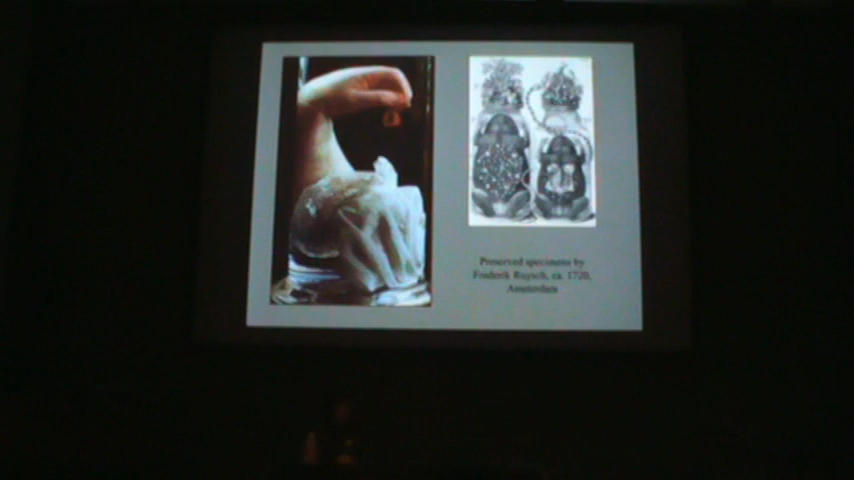 Preserved specimens by
Frederik Ruysch, ca. 1720,
Amsterdam